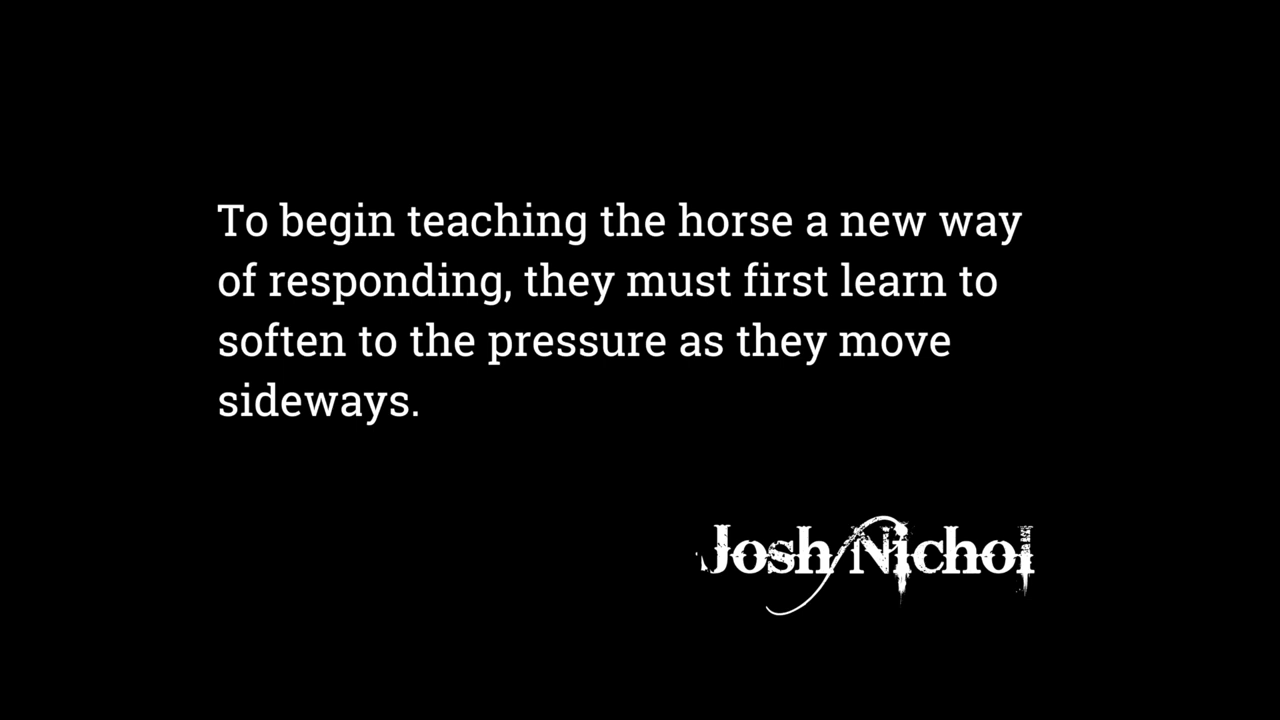 To begin teaching the horse a new way
of responding, they must first learn to
soften to the pressure as they move
sideways.
Josh Nichol